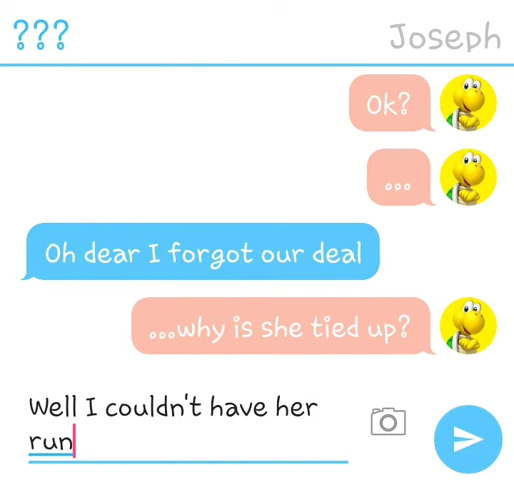 ???
Joseph
Ok?
...
Oh dear I forgot our deal
...why is she tied up?
Well I couldn't have her
run